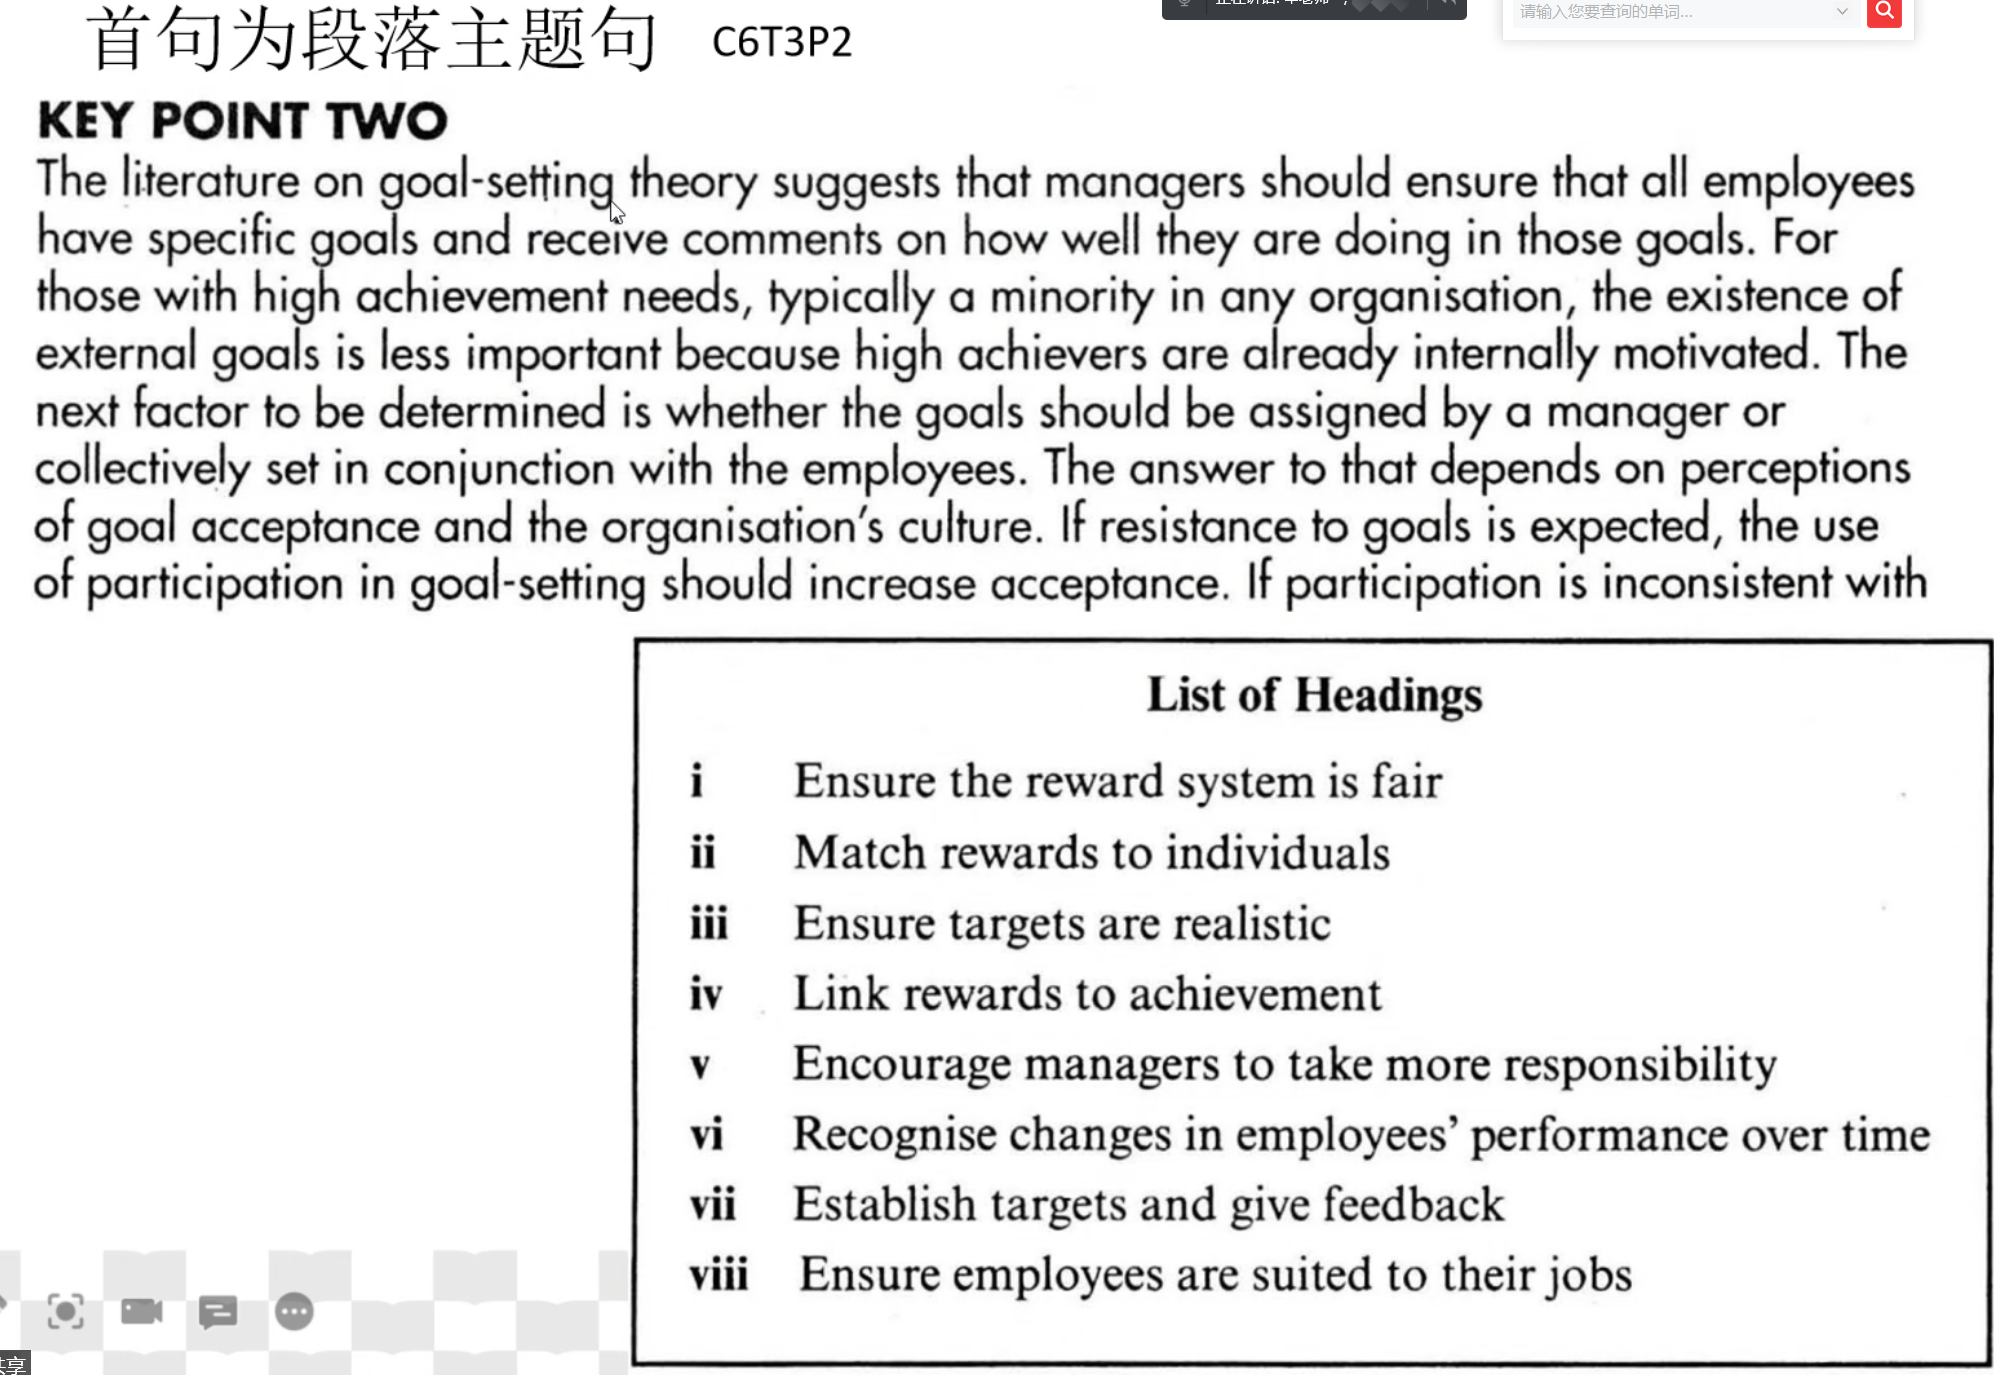 首句为段落主题句 C6T3P2
请输入您要查询的单词...
KEY POINT TWO
The literature on goal-setting theory suggests that managers should ensure that all employees
have specific goals and receive comments on how well they are doing in those goals. For
those with high achievement needs, typically a minority in any organisation, the existence of
external goals is less important because high achievers are already internally motivated. The
next factor to be determined is whether the goals should be assigned by a manager or
collectively set in conjunction with the employees. The answer to that depends on perceptions
of goal acceptance and the organisation's culture. If resistance to goals is expected, the use
of participation in goal-setting should increase acceptance. If participation is inconsistent with
List of Headings
i Ensure the reward system is fair
ii Match rewards to individuals
iii Ensure targets are realistic
iv Link rewards to achievement
v Encourage managers to take more responsibility
vi Recognise changes in employees' performance over time
vii Establish targets and give feedback
viii Ensure employees are suited to their jobs
共享